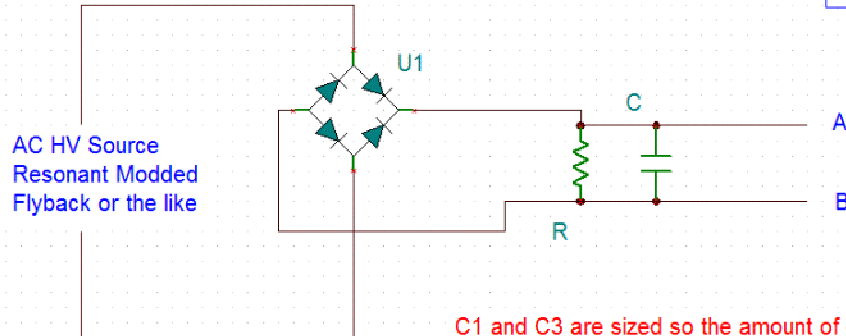 U1
C
A
AC HV Source
Resonant Modded
Flyback or the like
B
R
C1 and C3 are sized so the amount of